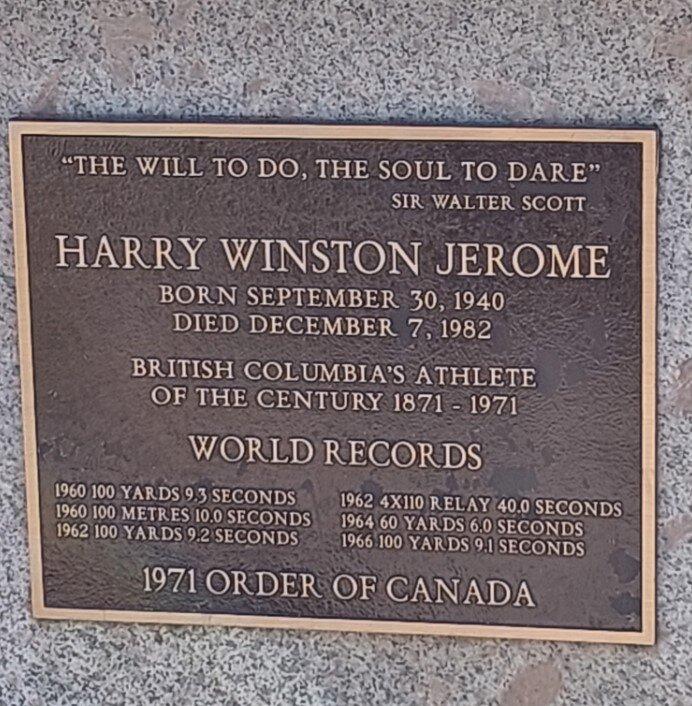 "THE WILL TO DO, THE SOUL TO DARE"
SIR WALTER SCOTT
HARRY WINSTON JEROME
BORN SEPTEMBER 30, 1940
DIED DECEMBER 7, 1982
BRITISH COLUMBIA'S ATHLETE
OF THE CENTURY 1871 - 1971
WORLD RECORDS
1960 100 YARDS 9.3 SECONDS
1960 100 METRES 10.0 SECONDS
1962 100 YARDS 9.2 SECONDS
1962 4X110 RELAY 40.0 SECONDS
1964 60 YARDS 6.0 SECONDS
1966 100 YARDS 9.1 SECONDS
1971 ORDER OF CANADA